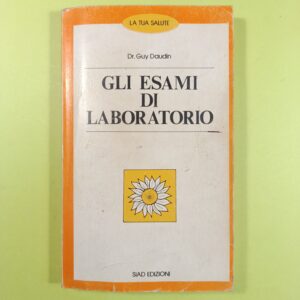 LA TUA SALUTE
Dr. Guy Daudin
GLI ESAMI
DI
LABORATORIO
SIAD EDIZIONI